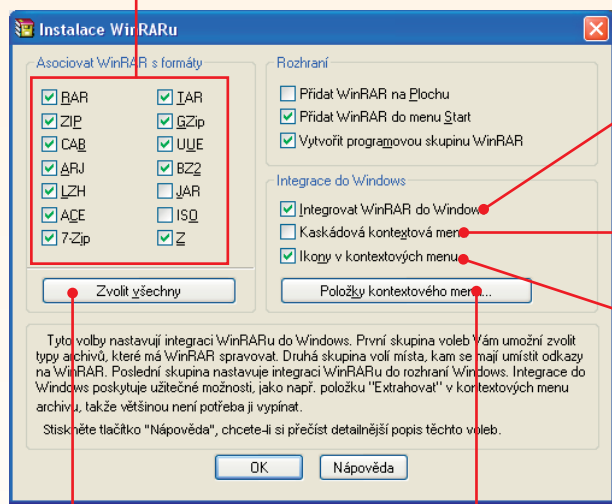 Instalace WinRARu
Asociovat WinRAR s formáty
RAR
ZIP
CAB
ARJ
LZH
ACE
7-Zip
TAR
GZip
UUE
BZ2
JAR
ISO
Z
Zvolit všechny
Rozhraní
Přidat WinRAR na Plochu
Přidat WinRAR do menu Start
Vytvořit programovou skupinu WinRAR
Integrace do Windows
Integrovat WinRAR do Windows
Kaskádová kontextová menu
Ikony v kontextových menu
Položky kontextového menu...
Tyto volby nastavují integraci WinRARu do Windows. První skupina voleb Vám umožní zvolit
typy archivů, které má WinRAR spravovat. Druhá skupina volí místa, kam se mají umístit odkazy
na WinRAR. Poslední skupina nastavuje integraci WinRARu do rozhraní Windows. Integrace do
Windows poskytuje užitečné možnosti, jako např. položku "Extrahovat" v kontextových menu
archivu, takže většinou není potřeba ji vypínat.
Stiskněte tlačítko "Nápověda", chcete-li si přečíst detailnější popis těchto voleb.
OK
Nápověda